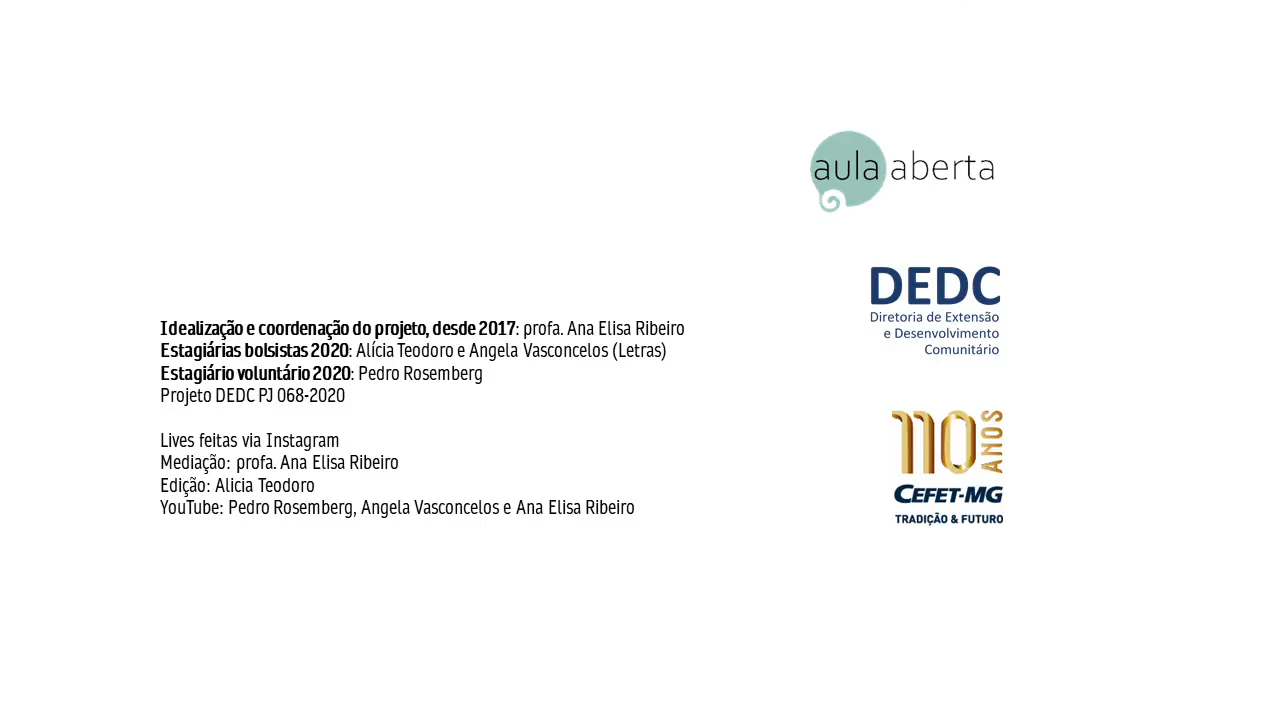 aula aberta
DEDC
Diretoria de Extensão
e Desenvolvimento
Comunitário
Idealização e coordenação do projeto, desde 2017: profa. Ana Elisa Ribeiro
Estagiárias bolsistas 2020: Alícia Teodoro e Angela Vasconcelos (Letras)
Estagiário voluntário 2020: Pedro Rosemberg
Projeto DEDC PJ 068-2020
Lives feitas via Instagram
Mediação: profa. Ana Elisa Ribeiro
Edição: Alicia Teodoro
YouTube: Pedro Rosemberg, Angela Vasconcelos e Ana Elisa Ribeiro
110 ANOS
CEFET-MG
TRADIÇÃO & FUTURO